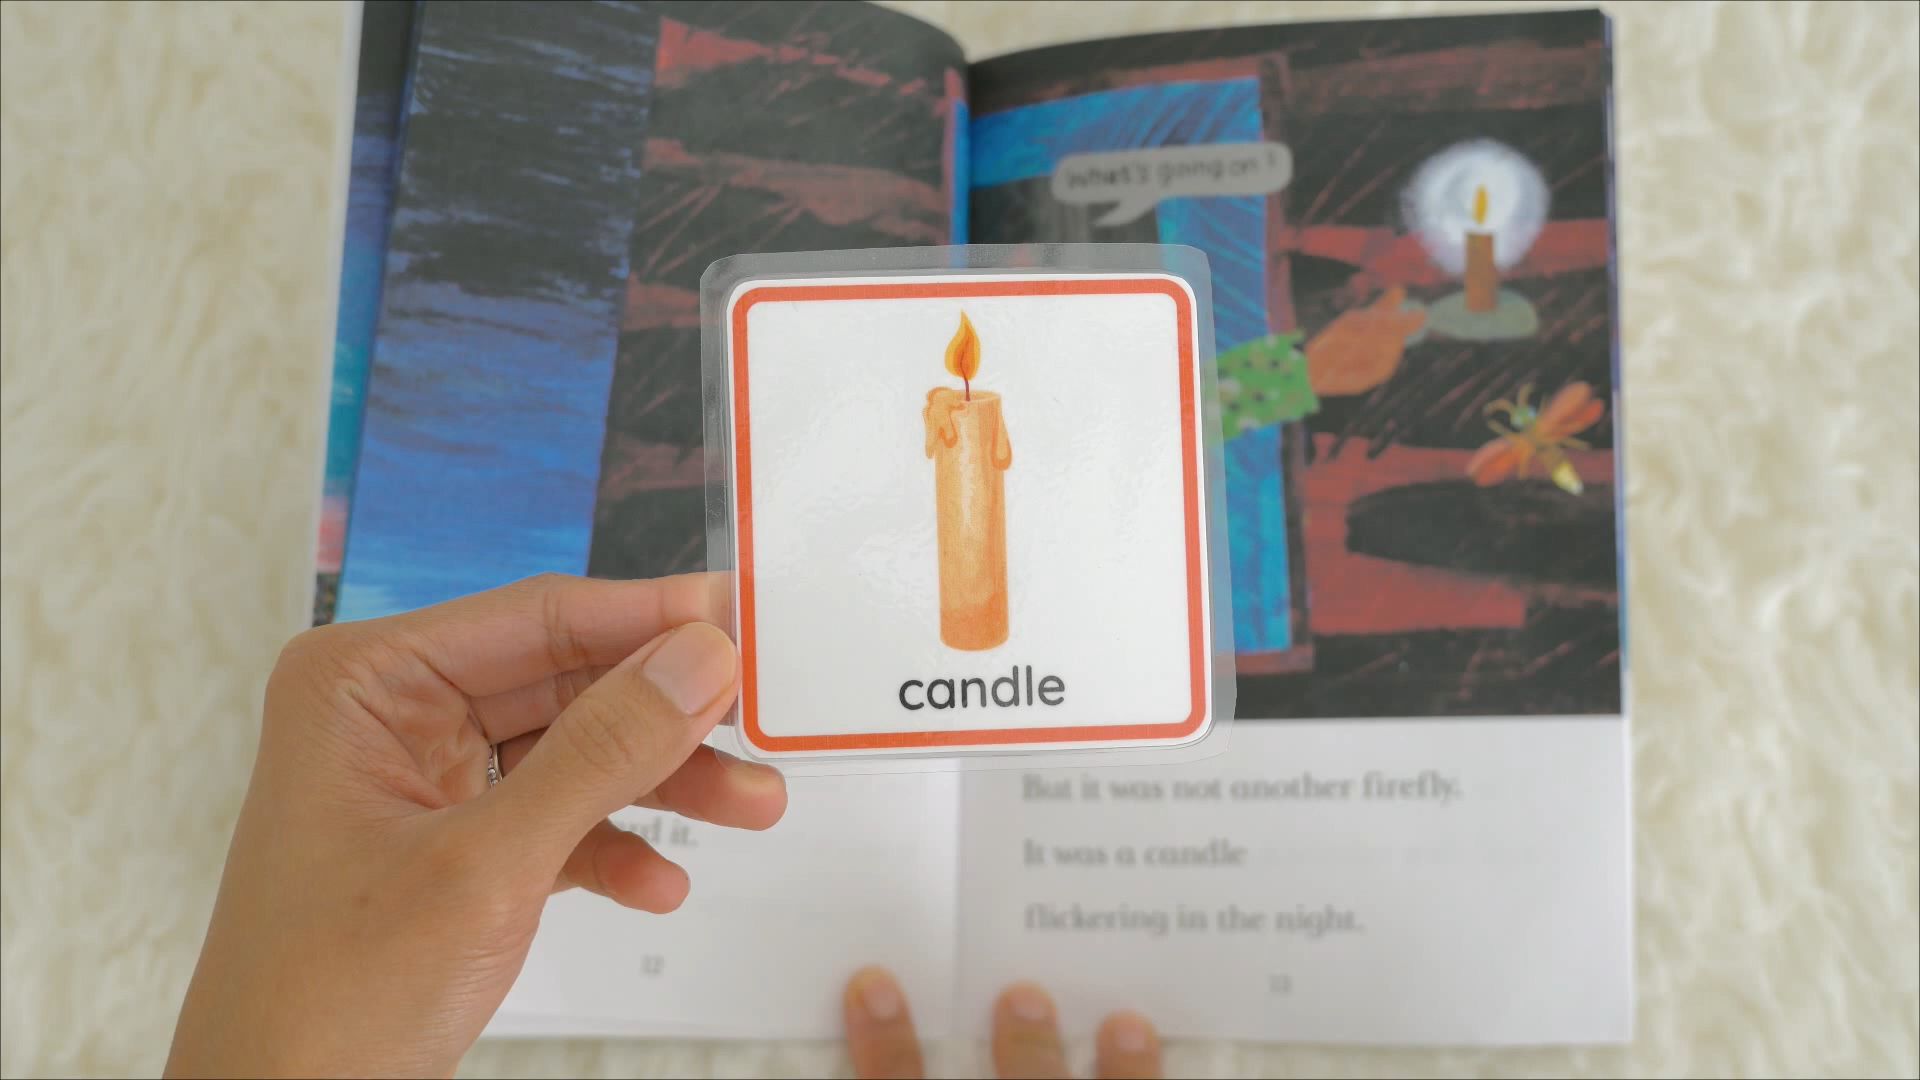 What's going on?
candle
But it was not another firefly.
It was a candle
flickering in the night.
it.
12
13